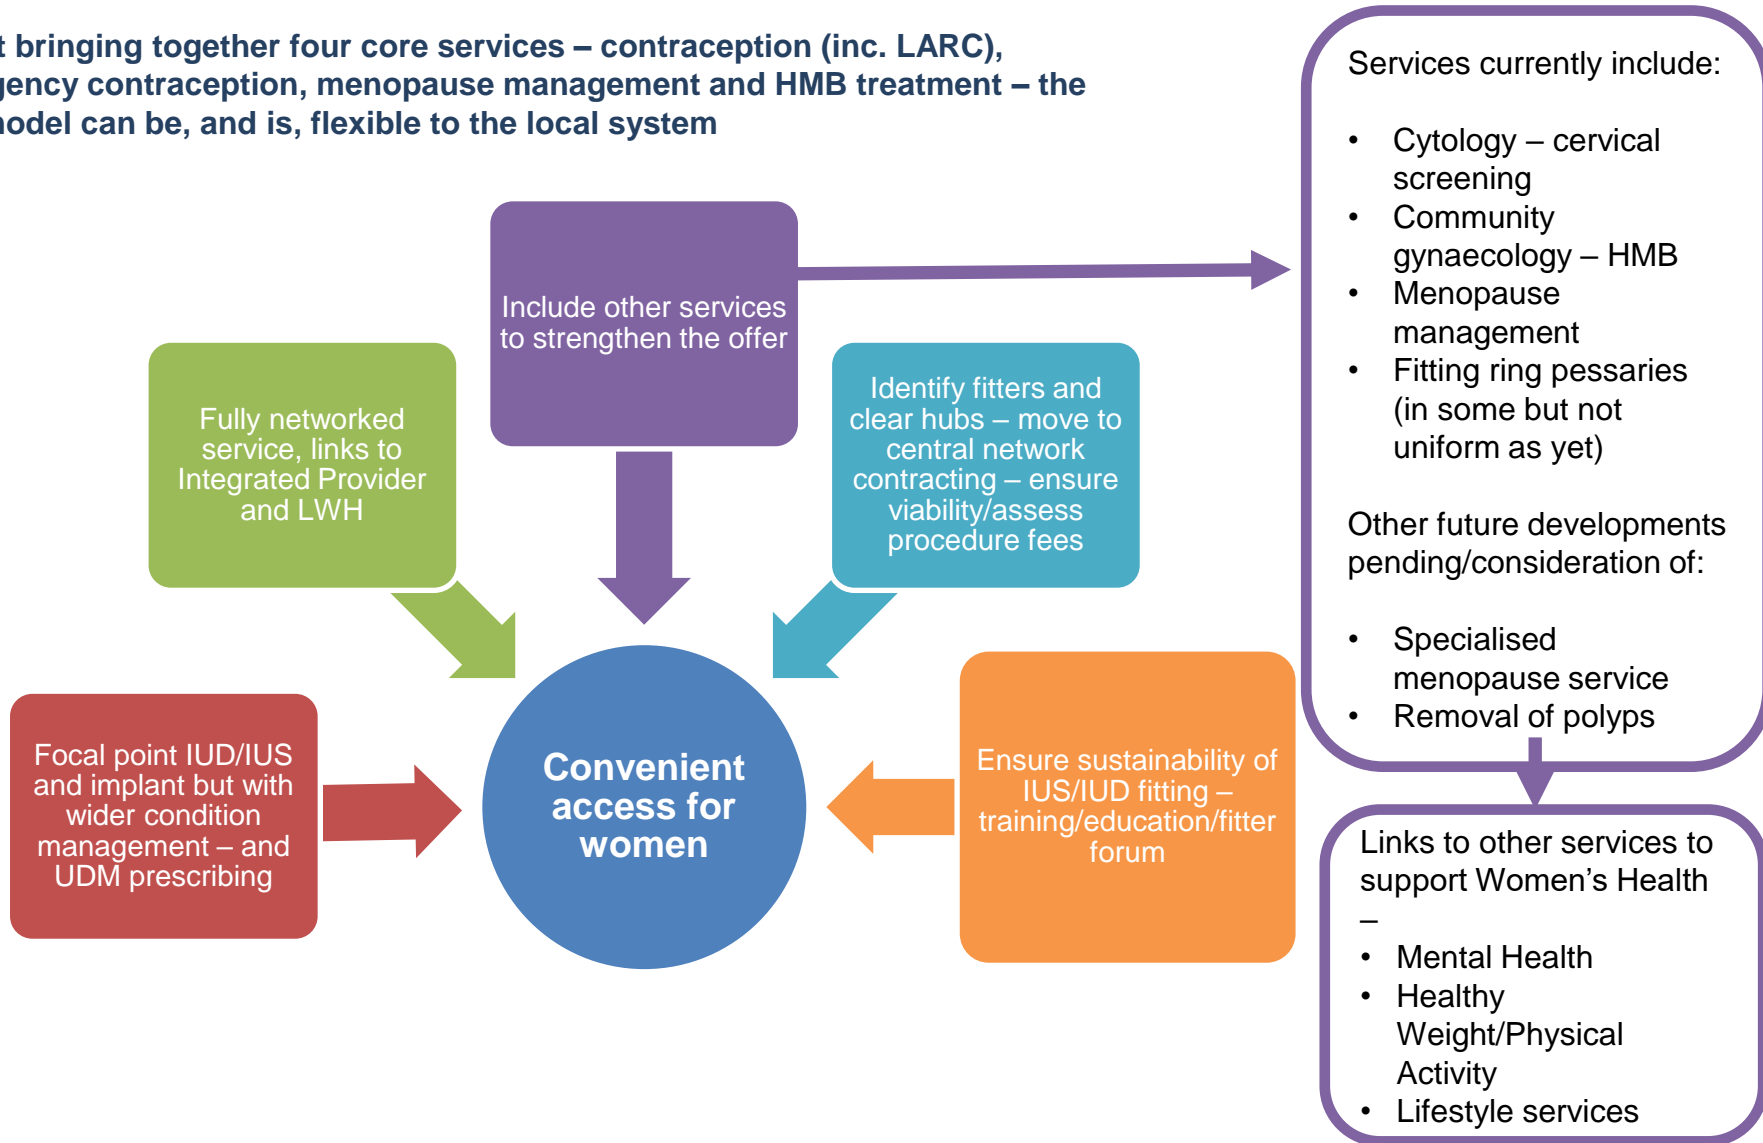 bringing together four core services – contraception (inc. LARC),
contraception, menopause management and HMB treatment – the
can be, and is, flexible to the local system
Include other services
to strengthen the offer
Fully networked
service, links to
Integrated Provider
and LWH
Identify fitters and
clear hubs – move to
central network
contracting – ensure
viability/assess
procedure fees
Focal point IUD/IUS
and implant but with
wider condition
management – and
UDM prescribing
Convenient
access for
women
Ensure sustainability of
IUS/IUD fitting –
training/education/fitter
forum
Services currently include:
• Cytology – cervical
screening
• Community
gynaecology – HMB
• Menopause
management
• Fitting ring pessaries
(in some but not
uniform as yet)
Other future developments
pending/consideration of:
• Specialised
menopause service
• Removal of polyps
Links to other services to
support Women’s Health
–
• Mental Health
• Healthy
Weight/Physical
Activity
• Lifestyle services